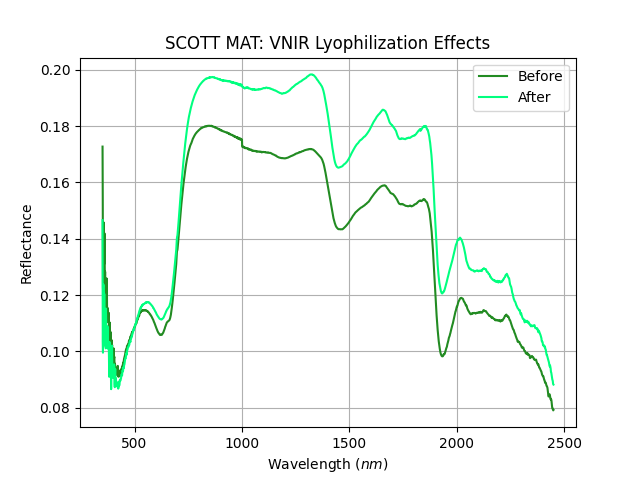 SCOTT MAT: VNIR Lyophilization Effects
Before
After
Reflectance
0.20
0.18
0.16
0.14
0.12
0.10
0.08
500
1000
1500
2000
2500
Wavelength (nm)